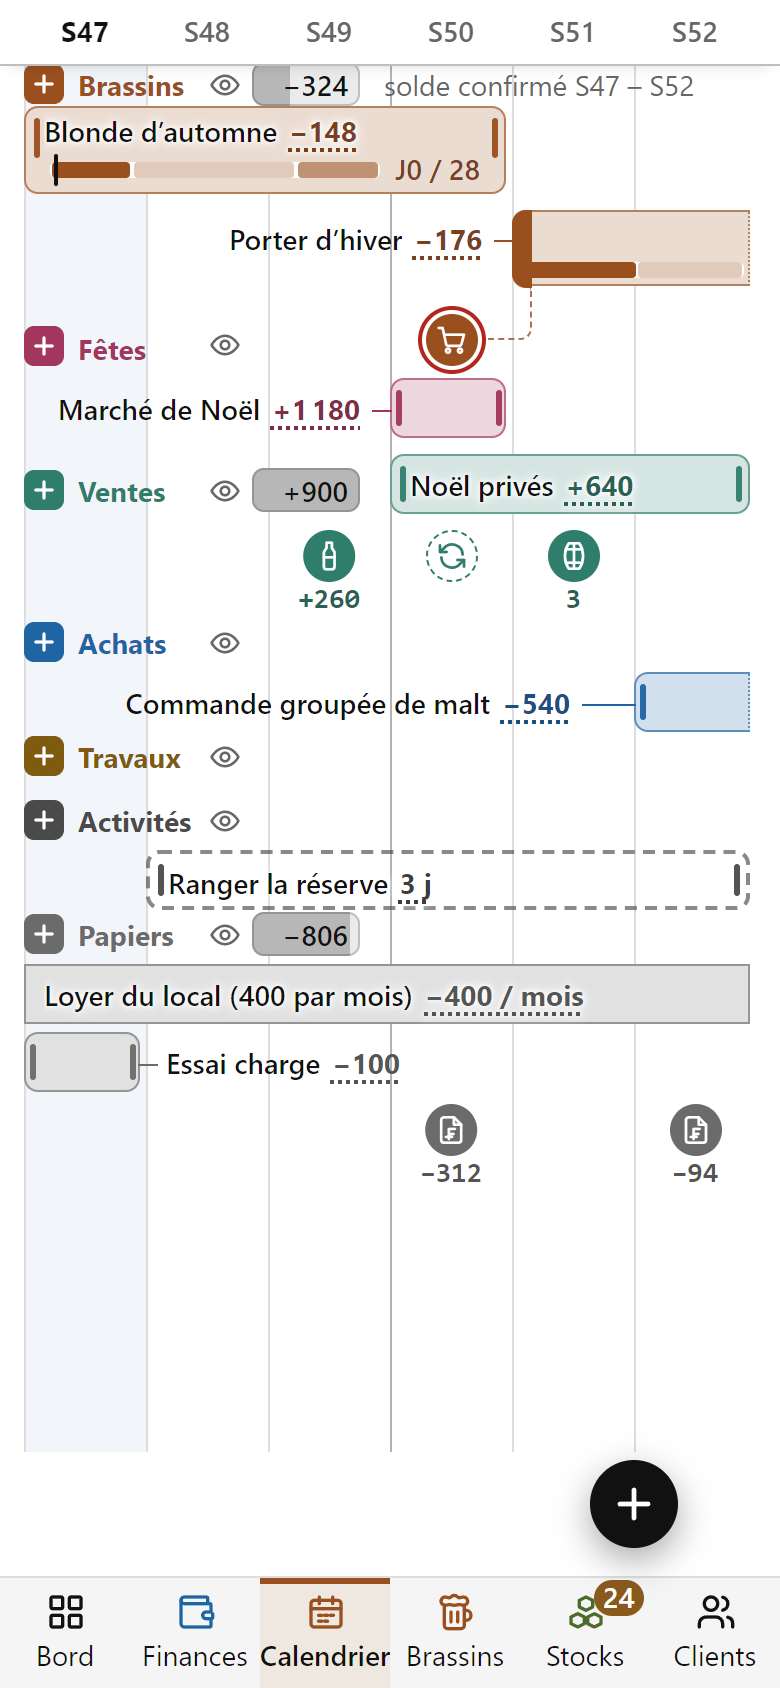 S47 S48 S49 S50 S51 S52
Brassins −324 solde confirmé S47 – S52
Blonde d’automne −148
J0 / 28
Porter d’hiver −176
Fêtes
Marché de Noël +1 180
Ventes +900
Noël privés +640
+260 3
Achats
Commande groupée de malt −540
Travaux
Activités
Ranger la réserve 3 j
Papiers −806
Loyer du local (400 par mois) −400 / mois
Essai charge −100
−312 −94
24
Bord Finances Calendrier Brassins Stocks Clients